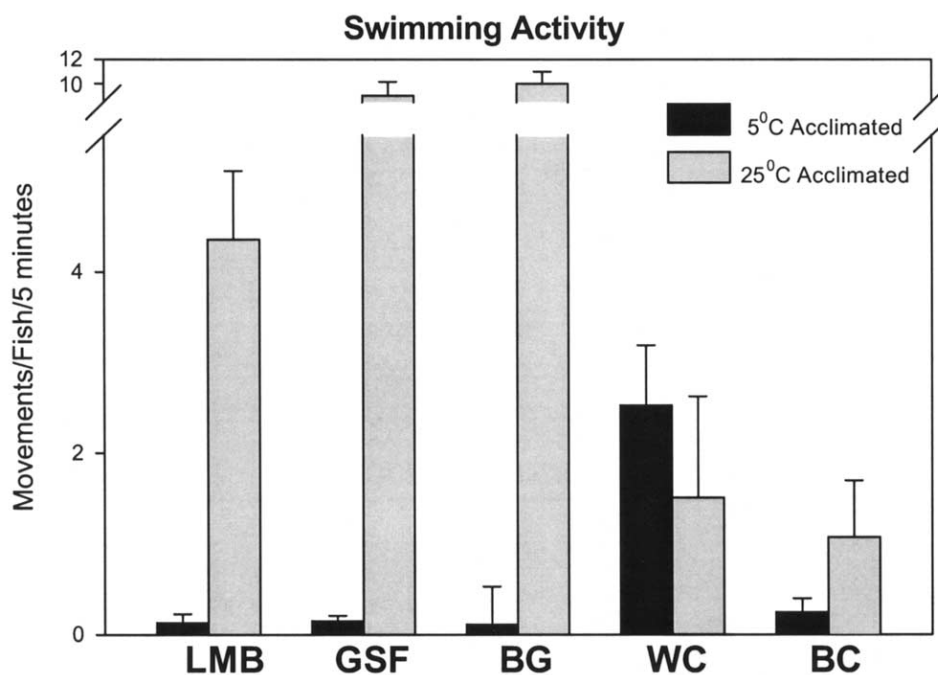 Swimming Activity
12
10
4
2
0
Movements/Fish/5 minutes
5⁰C Acclimated
25⁰C Acclimated
LMB GSF BG WC BC